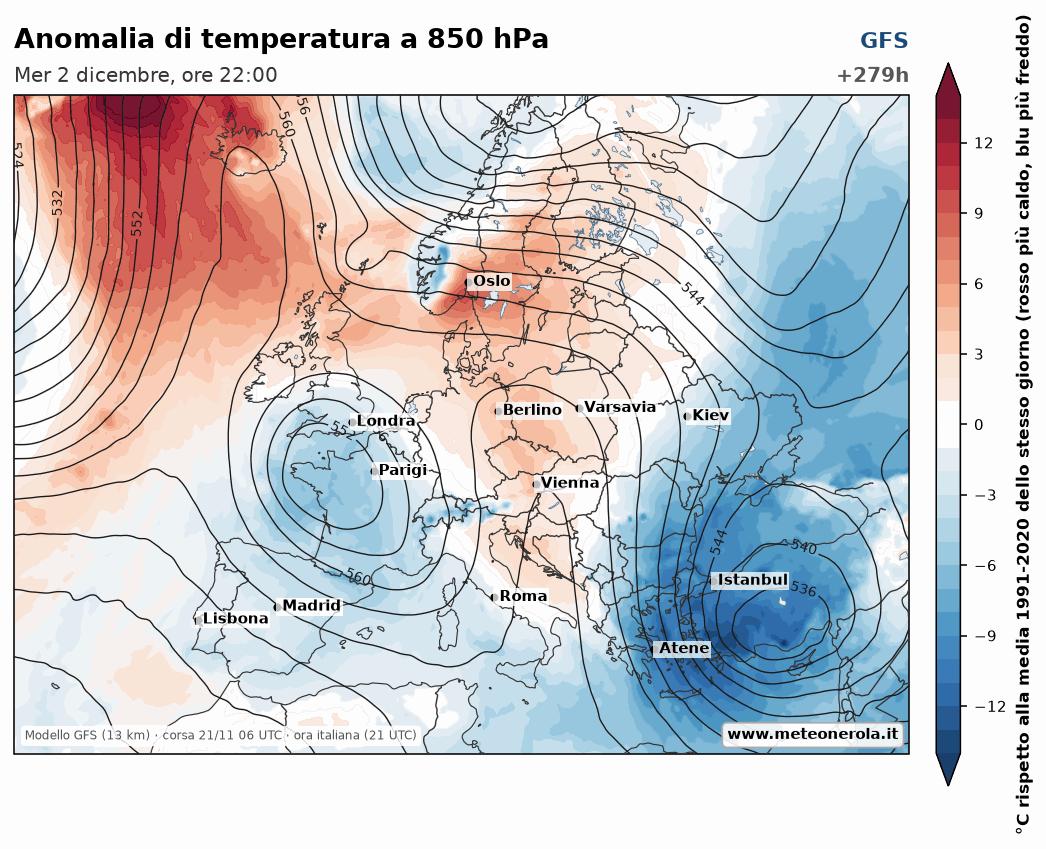 Anomalia di temperatura a 850 hPa
GFS
Mer 2 dicembre, ore 22:00
+279h
524
532
552
560
56
544
Oslo
Londra
Berlino
Varsavia
Kiev
Parigi
Vienna
544
540
536
560
Istanbul
Madrid
Roma
Lisbona
Atene
Modello GFS (13 km) · corsa 21/11 06 UTC · ora italiana (21 UTC)
www.meteonerola.it
12
9
6
3
0
−3
−6
−9
−12
°C rispetto alla media 1991-2020 dello stesso giorno (rosso più caldo, blu più freddo)